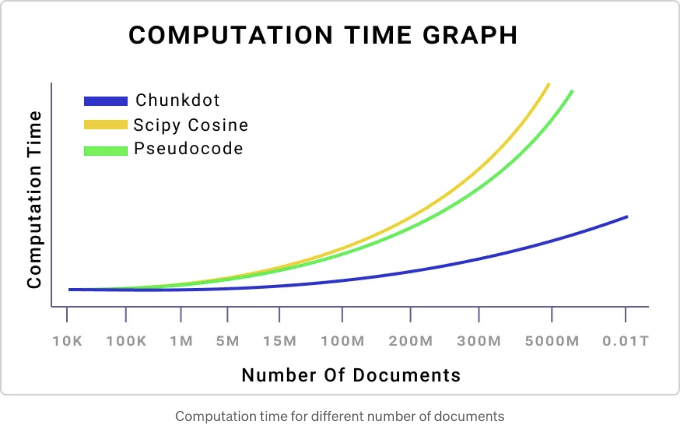 COMPUTATION TIME GRAPH
Chunkdot
Scipy Cosine
Pseudocode
Computation Time
10K 100K 1M 5M 15M 100M 200M 300M 5000M 0.01T
Number Of Documents
Computation time for different number of documents